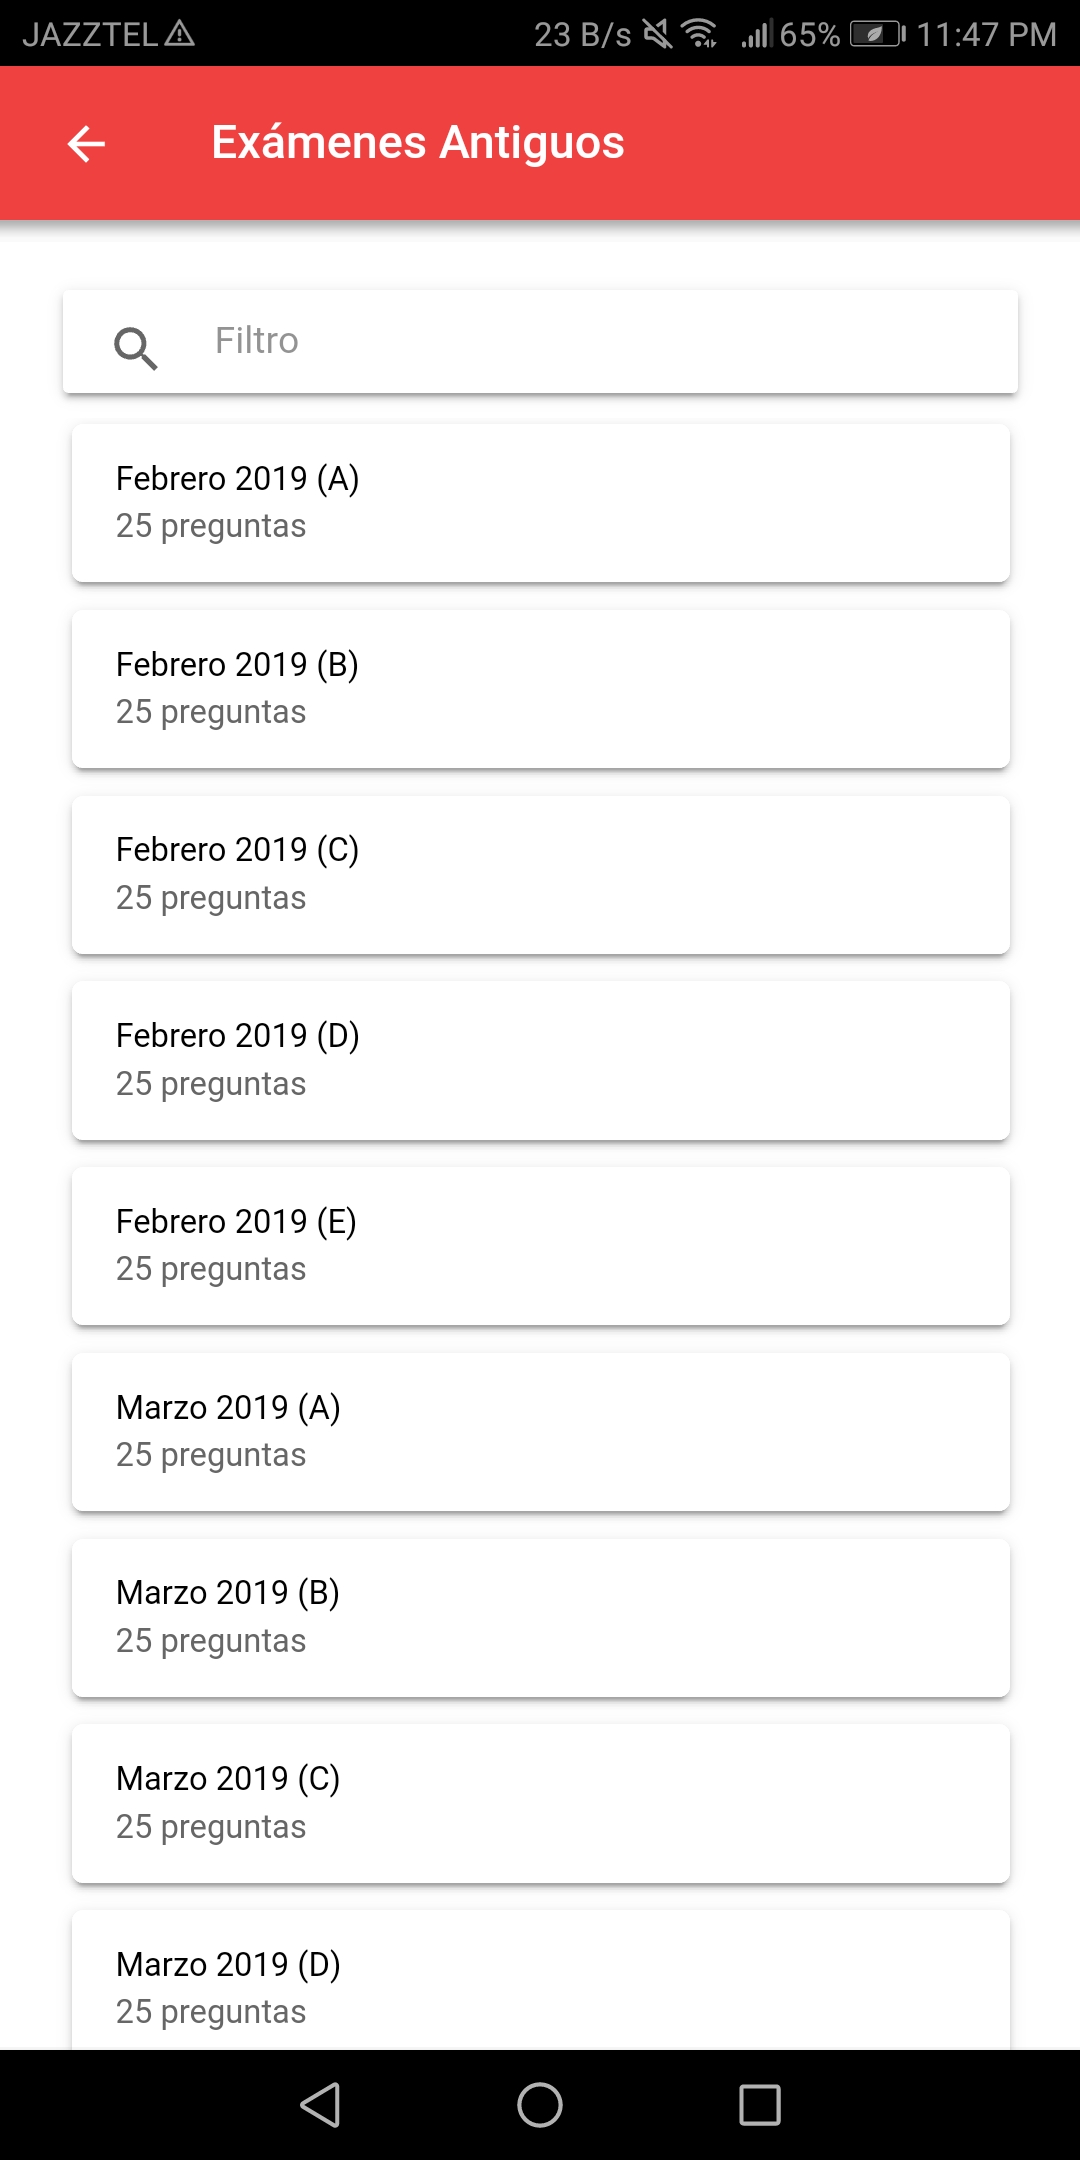 JAZZTEL 23 B/s 65% 11:47 PM
Exámenes Antiguos
Filtro
Febrero 2019 (A)
25 preguntas
Febrero 2019 (B)
25 preguntas
Febrero 2019 (C)
25 preguntas
Febrero 2019 (D)
25 preguntas
Febrero 2019 (E)
25 preguntas
Marzo 2019 (A)
25 preguntas
Marzo 2019 (B)
25 preguntas
Marzo 2019 (C)
25 preguntas
Marzo 2019 (D)
25 preguntas